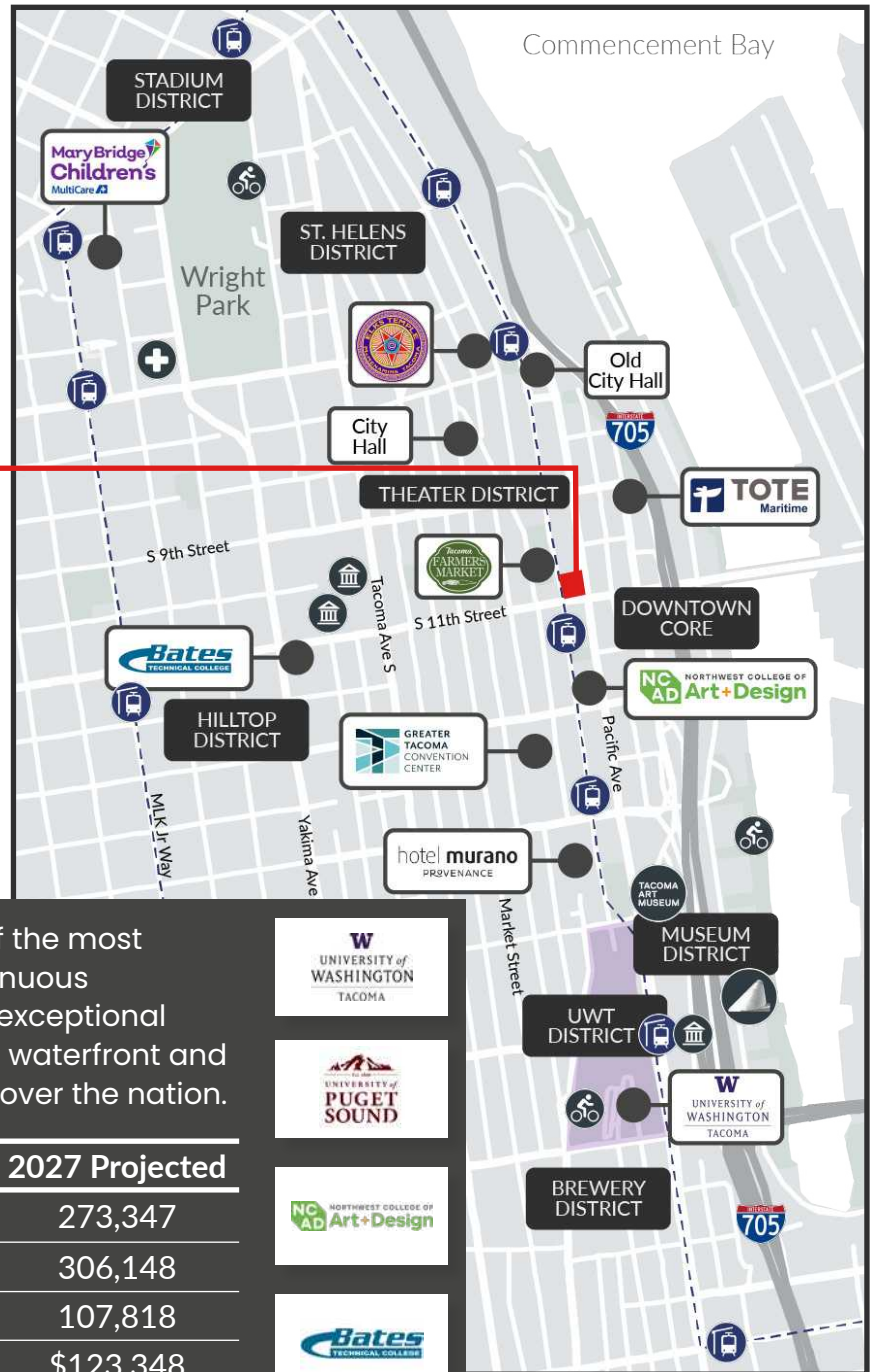 Commencement Bay
STADIUM
DISTRICT
Mary Bridge
Children's
MultiCare
ST. HELENS
DISTRICT
Wright
Park
ELKS TEMPLE
Old
City Hall
INTERSTATE
705
City
Hall
THEATER DISTRICT
TOTE
Maritime
S 9th Street
Tacoma
FARMERS
MARKET
Tacoma Ave S
S 11th Street
DOWNTOWN
CORE
Bates
TECHNICAL COLLEGE
NC
AD
NORTHWEST COLLEGE OF
Art+Design
HILLTOP
DISTRICT
GREATER
TACOMA
CONVENTION
CENTER
Pacific Ave
MLK Jr Way
Yakima Ave
hotel murano
PROVENANCE
TACOMA
ART
MUSEUM
Market Street
MUSEUM
DISTRICT
UWT
DISTRICT
W
UNIVERSITY of
WASHINGTON
TACOMA
BREWERY
DISTRICT
INTERSTATE
705
f the most
nuous
exceptional
waterfront and
over the nation.
2027 Projected
273,347
306,148
107,818
$123,348
W
UNIVERSITY of
WASHINGTON
TACOMA
UNIVERSITY of
PUGET
SOUND
NC
AD
NORTHWEST COLLEGE OF
Art+Design
Bates
TECHNICAL COLLEGE